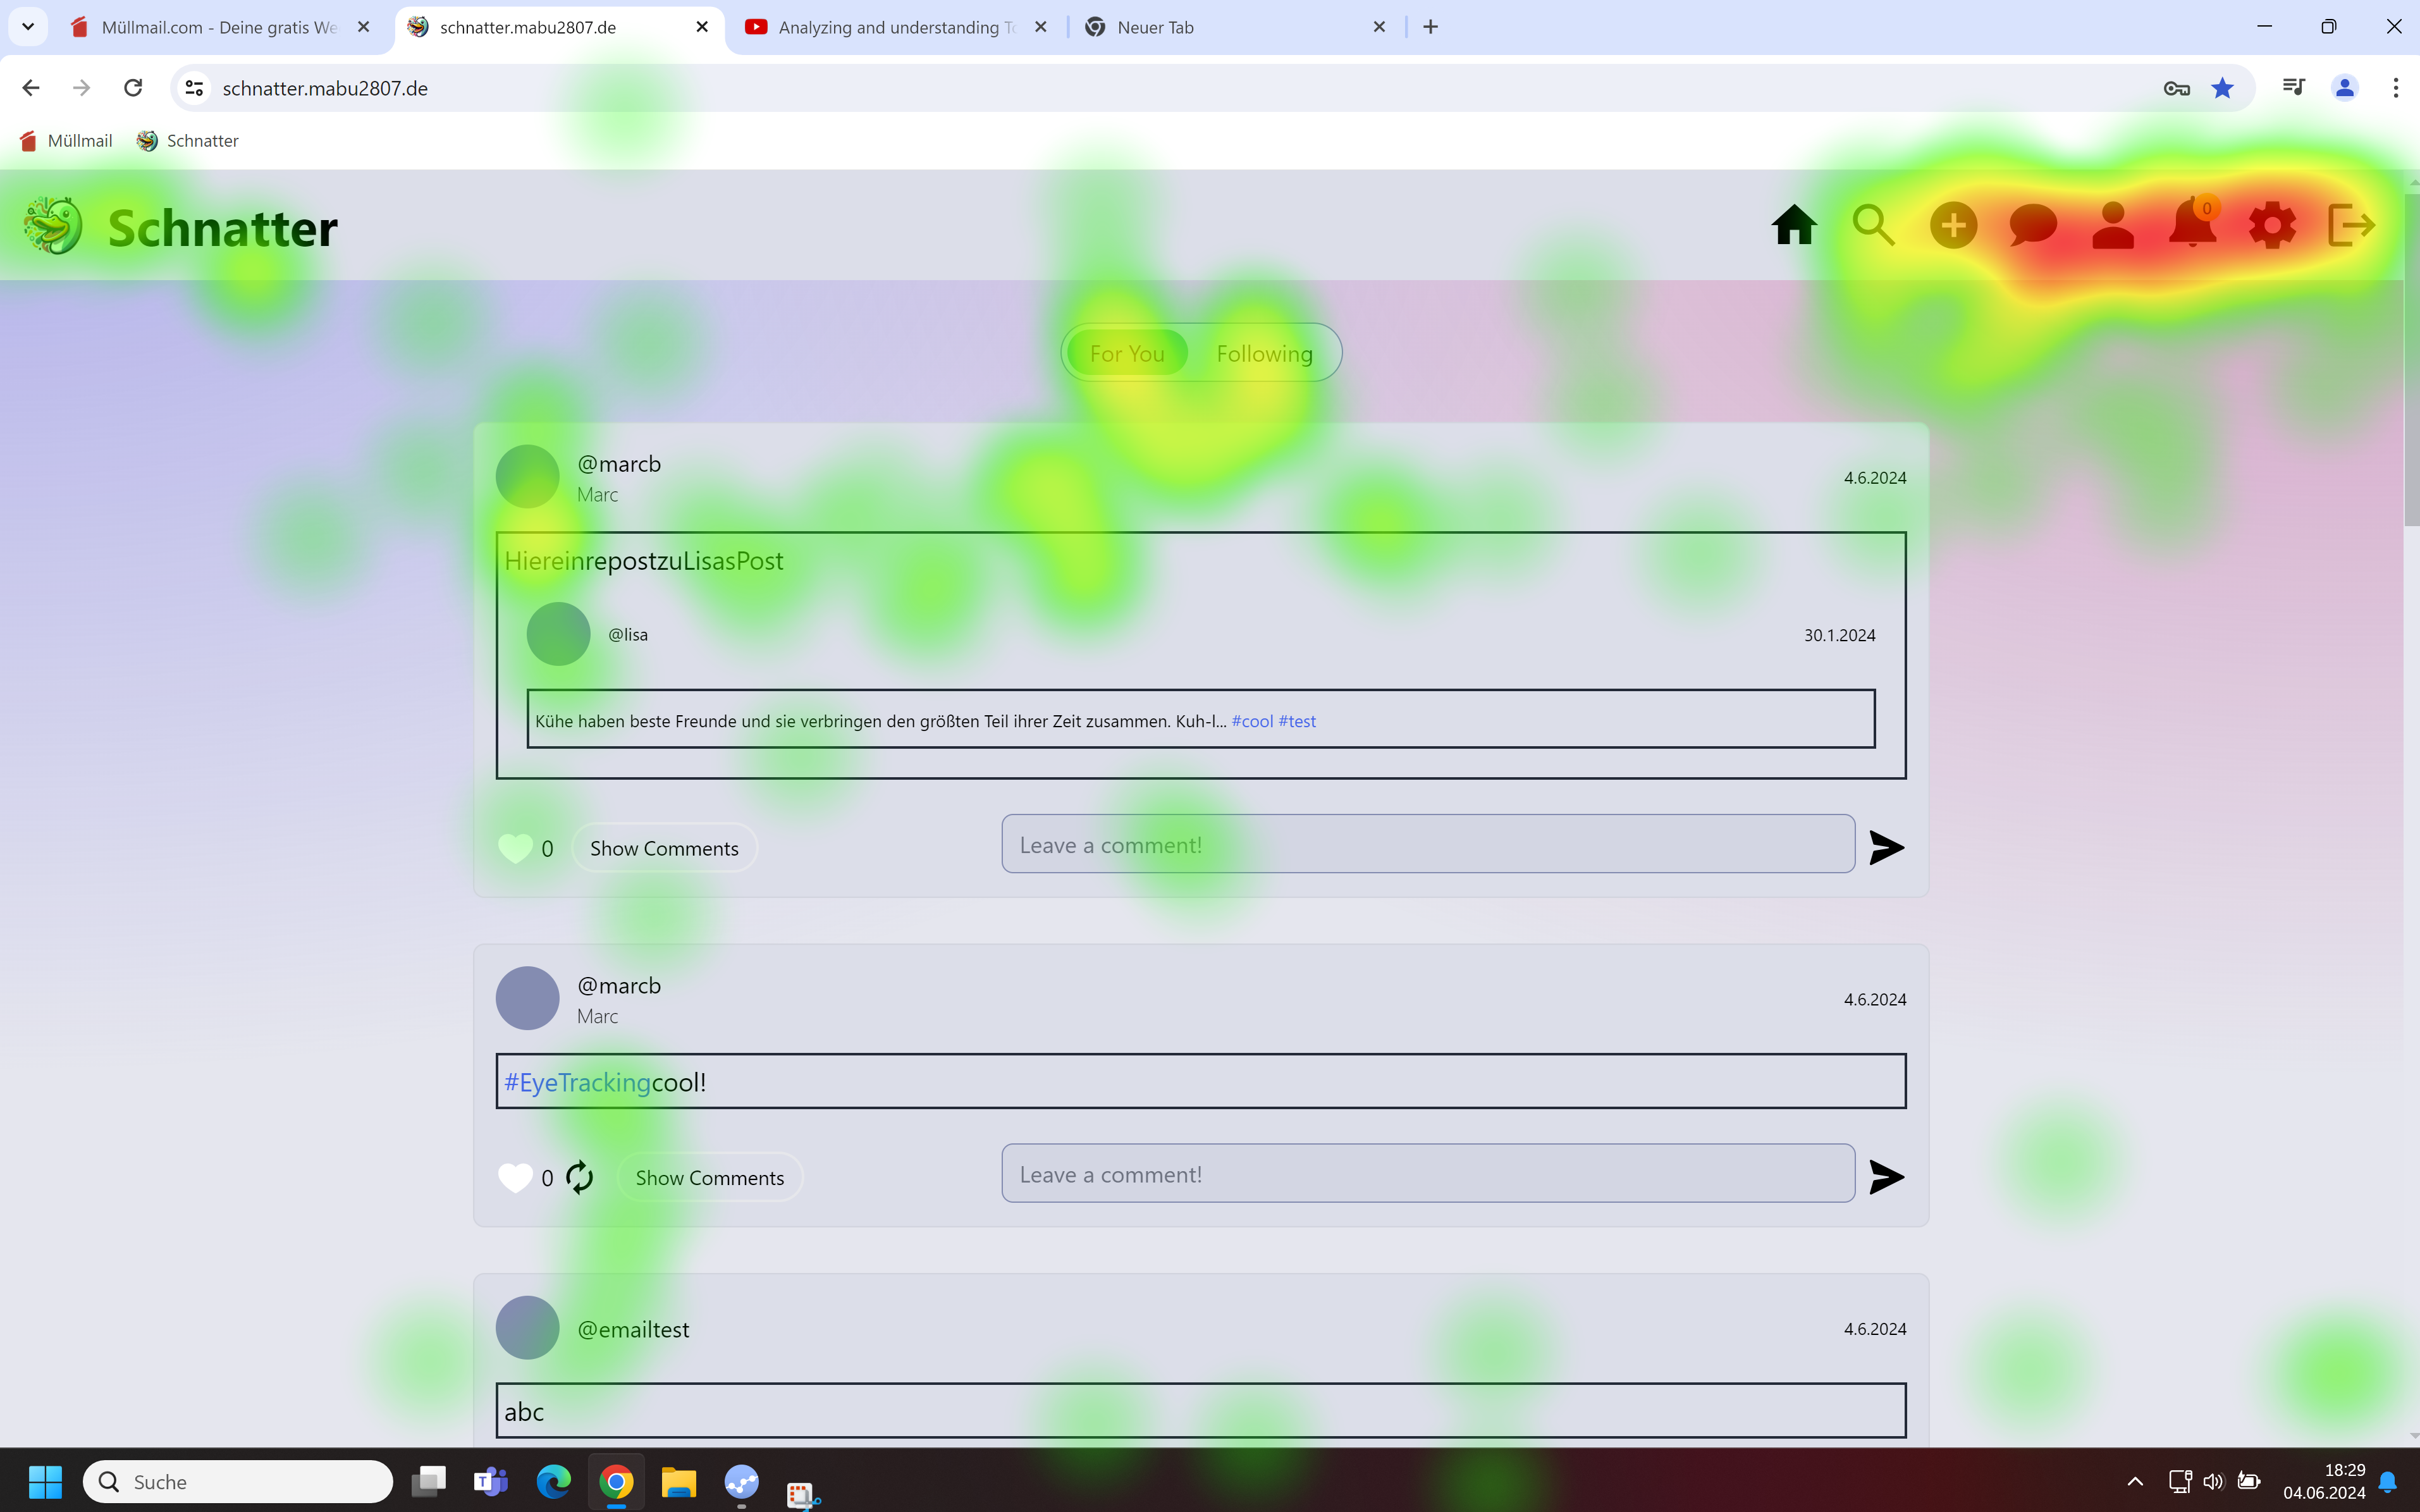 Müllmail.com - Deine gratis We
schnatter.mabu2807.de
Analyzing and understanding To
Neuer Tab
schnatter.mabu2807.de
Müllmail
Schnatter
Schnatter
0
For You
Following
@marcb
Marc
4.6.2024
HiereinrepostzuLisasPost
@lisa
30.1.2024
Kühe haben beste Freunde und sie verbringen den größten Teil ihrer Zeit zusammen. Kuh-l... #cool #test
0
Show Comments
Leave a comment!
@marcb
Marc
4.6.2024
#EyeTrackingcool!
0
Show Comments
Leave a comment!
@emailtest
4.6.2024
abc
Suche
18:29
04.06.2024